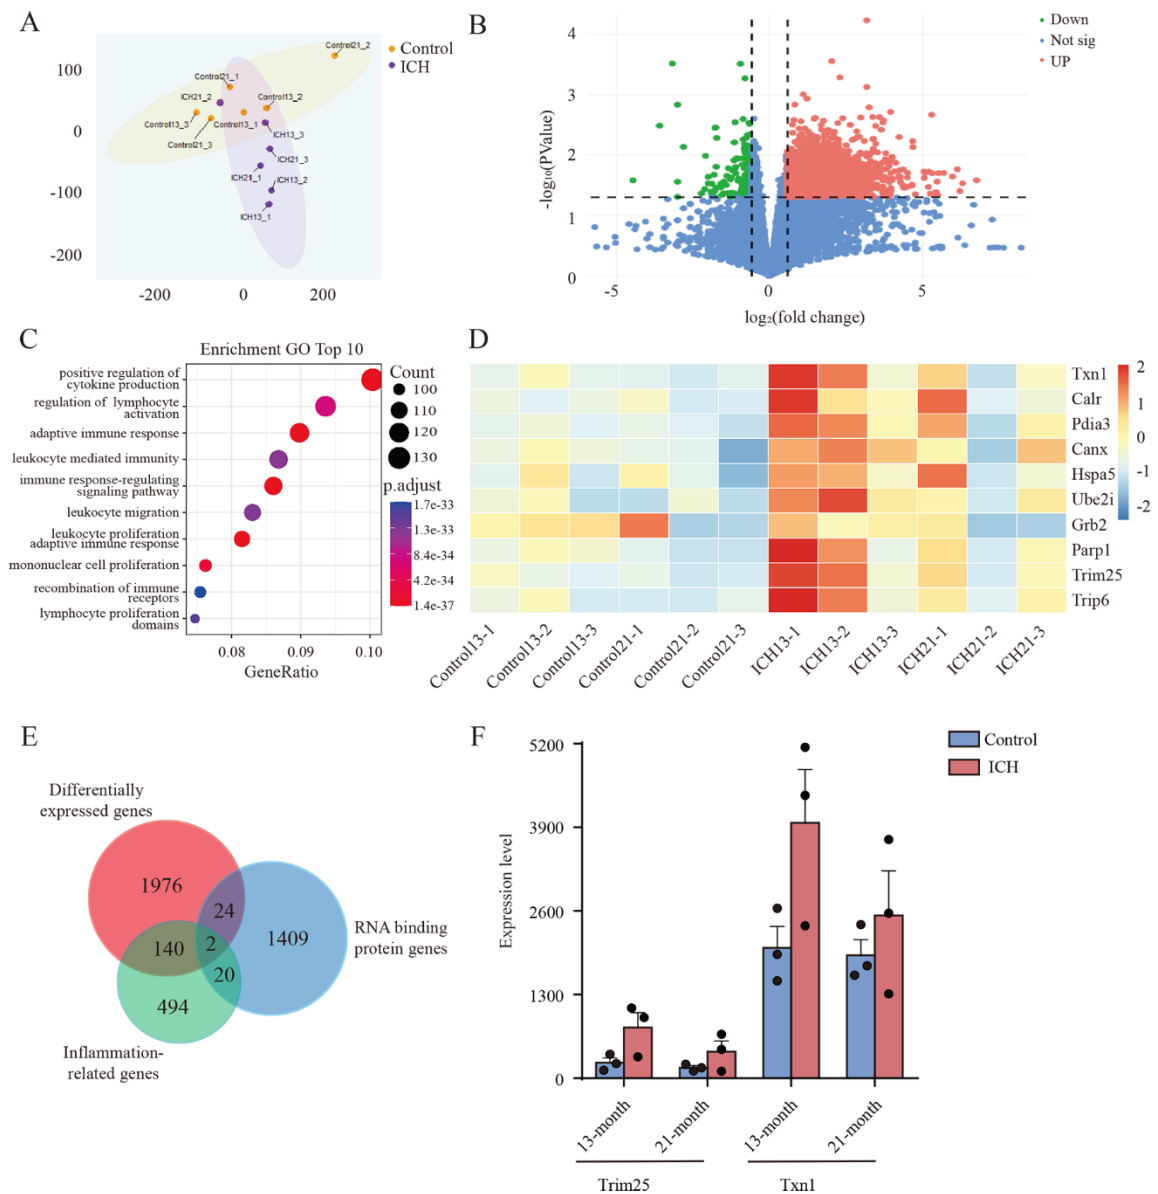 A
Control
ICH
100
0
-100
-200
-200
0
200
Control21_2
Control21_1
ICH21_2
Control13_2
Control13_3
Control13_1
Control21_3
ICH13_3
ICH21_3
ICH21_1
ICH13_2
ICH13_1
B
Down
Not sig
UP
-log₁₀(PValue)
4
3
2
1
0
-5
0
5
log₂(fold change)
C
Enrichment GO Top 10
positive regulation of
cytokine production
regulation of lymphocyte
activation
adaptive immune response
leukocyte mediated immunity
immune response-regulating
signaling pathway
leukocyte migration
leukocyte proliferation
adaptive immune response
mononuclear cell proliferation
recombination of immune
receptors
lymphocyte proliferation
domains
0.08
0.09
0.10
GeneRatio
Count
100
110
120
130
p.adjust
1.7e-33
1.3e-33
8.4e-34
4.2e-34
1.4e-37
D
Txn1
Calr
Pdia3
Canx
Hspa5
Ube2i
Grb2
Parp1
Trim25
Trip6
2
1
0
-1
-2
Control13-1
Control13-2
Control13-3
Control21-1
Control21-2
Control21-3
ICH13-1
ICH13-2
ICH13-3
ICH21-1
ICH21-2
ICH21-3
E
Differentially
expressed genes
1976
24
140
2
20
1409
494
RNA binding
protein genes
Inflammation-
related genes
F
Control
ICH
Expression level
5200
3900
2600
1300
0
13-month
21-month
13-month
21-month
Trim25
Txn1